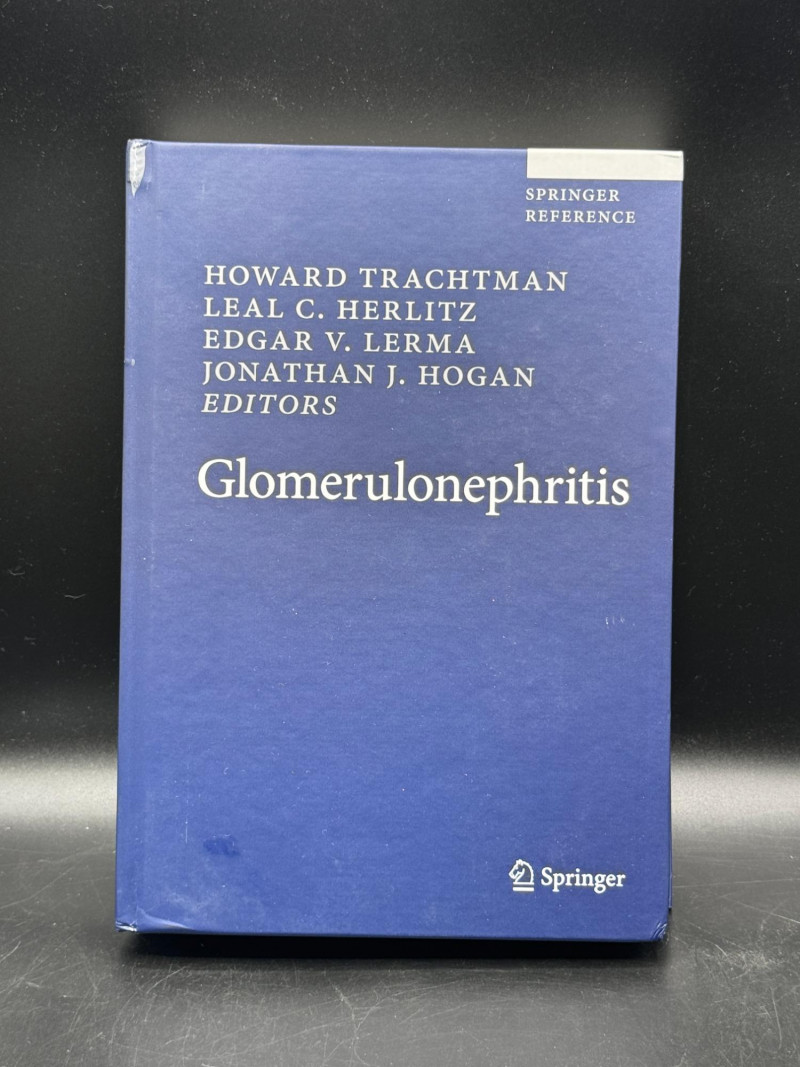 SPRINGER
REFERENCE
HOWARD TRACHTMAN
LEAL C. HERLITZ
EDGAR V. LERMA
JONATHAN J. HOGAN
EDITORS
Glomerulonephritis
Springer